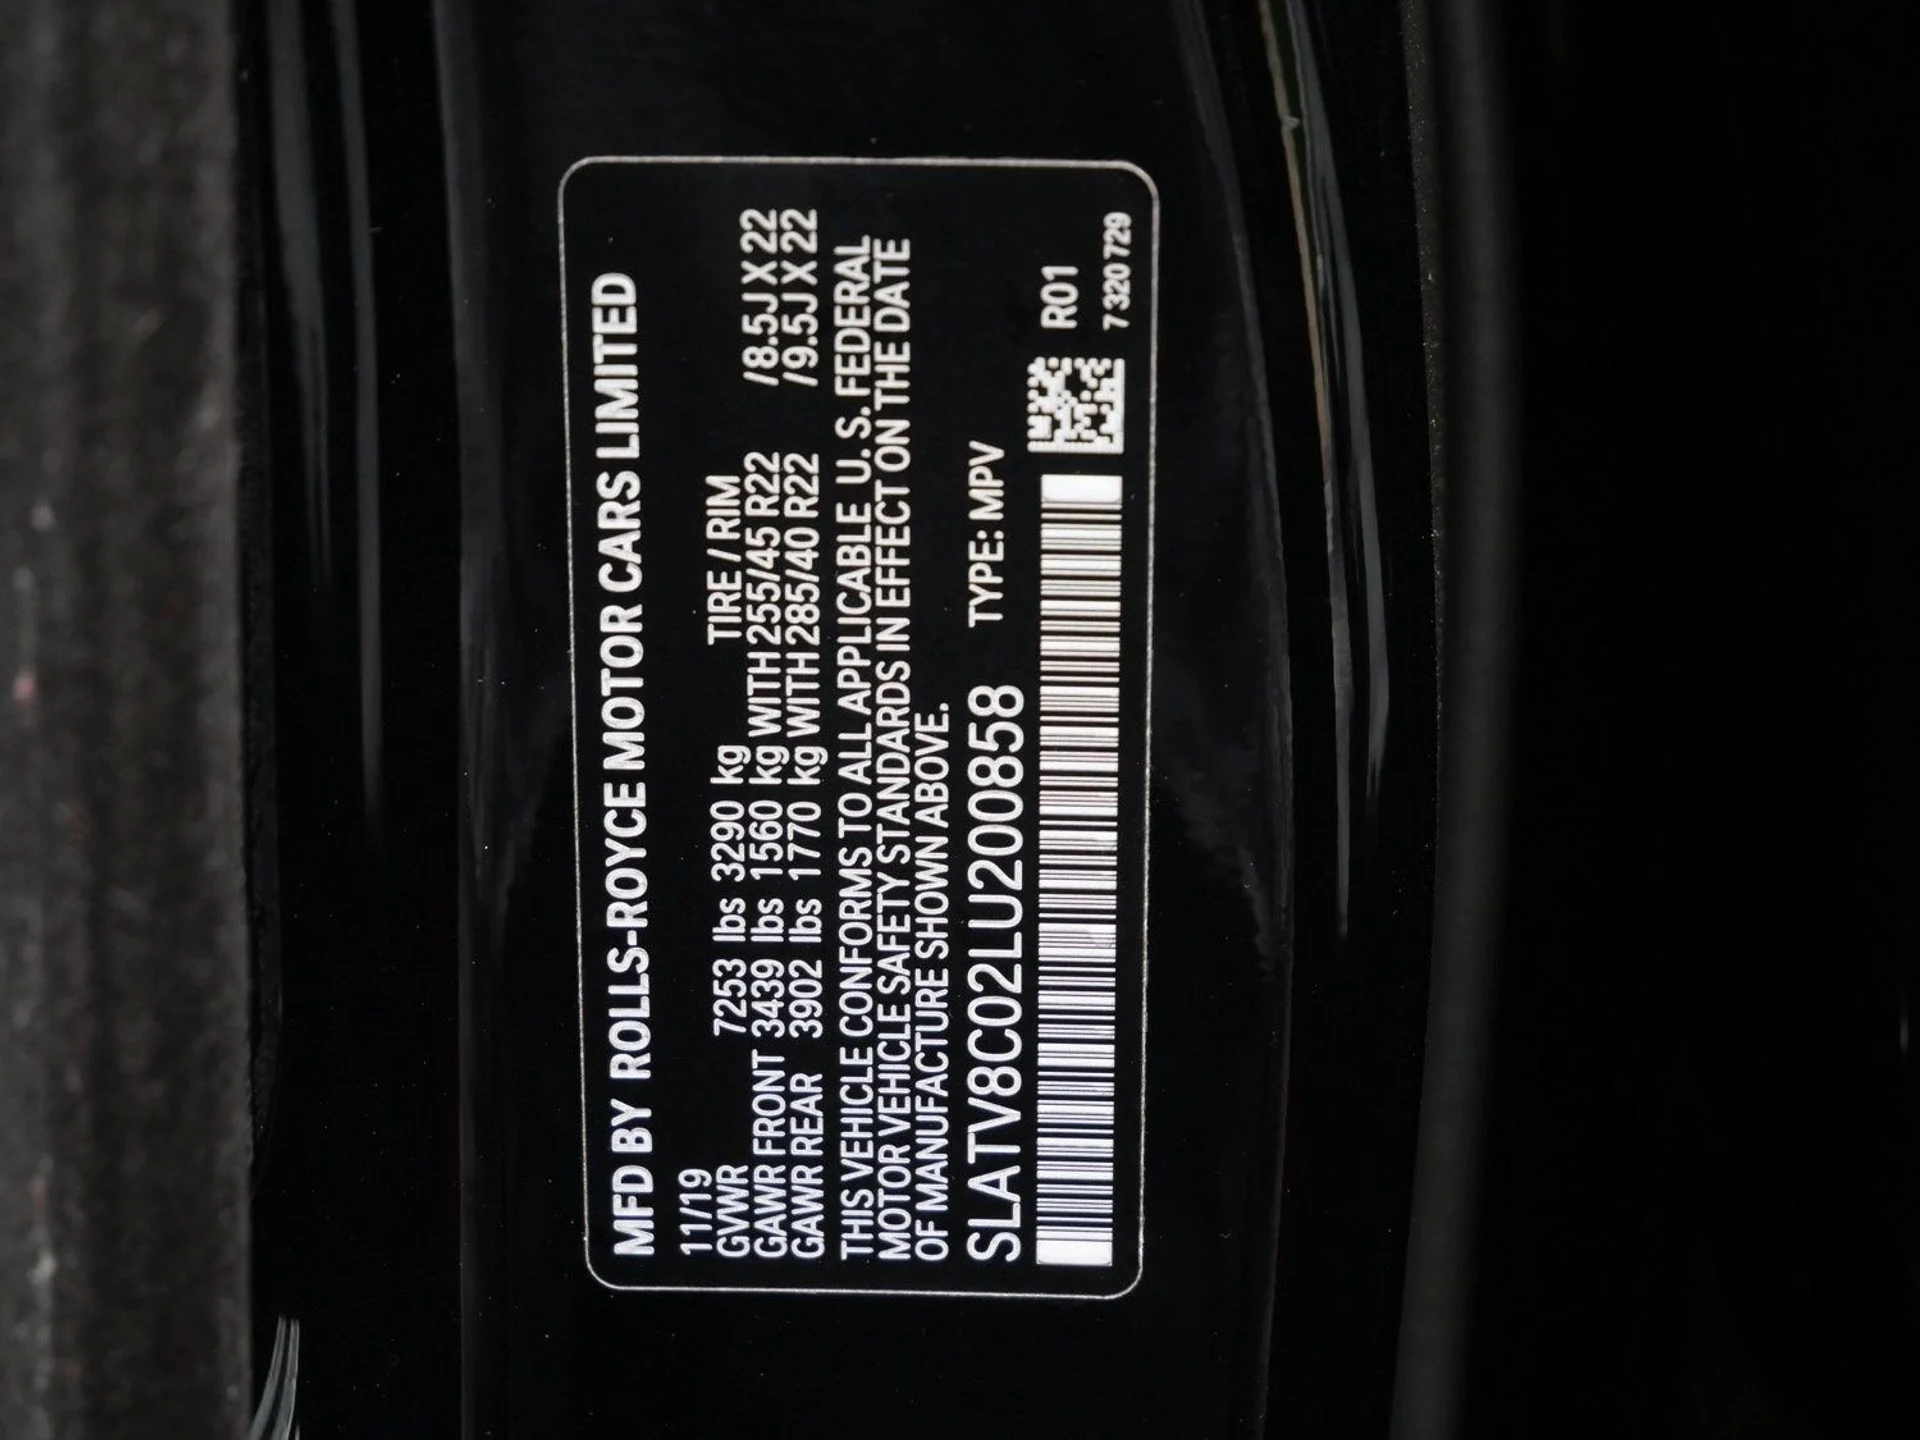 MFD BY ROLLS-ROYCE MOTOR CARS LIMITED
11/19
GVWR 7253 lbs 3290 kg TIRE / RIM
GAWR FRONT 3439 lbs 1560 kg WITH 255/45 R22 /8.5J X 22
GAWR REAR 3902 lbs 1770 kg WITH 285/40 R22 /9.5J X 22
THIS VEHICLE CONFORMS TO ALL APPLICABLE U.S. FEDERAL
MOTOR VEHICLE SAFETY STANDARDS IN EFFECT ON THE DATE
OF MANUFACTURE SHOWN ABOVE.
SLATV8C02LU200858 TYPE: MPV
R01
7 320 729